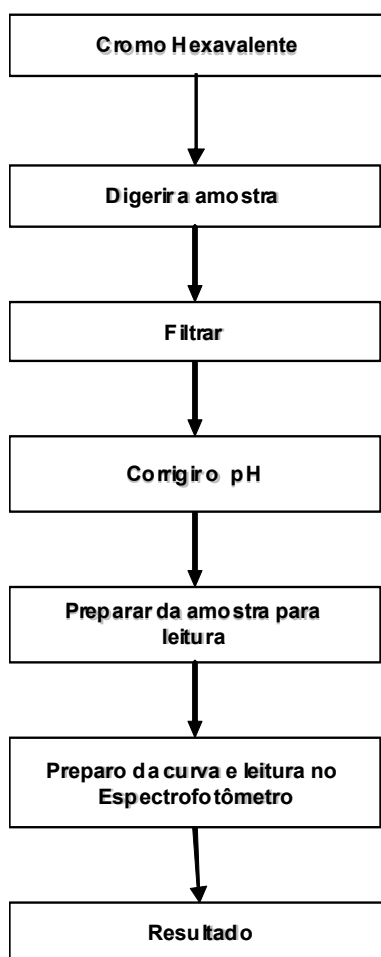 Cromo Hexavalente
Digerir a amostra
Filtrar
Corrigir o pH
Preparar da amostra para
leitura
Preparo da curva e leitura no
Espectrofotômetro
Resultado